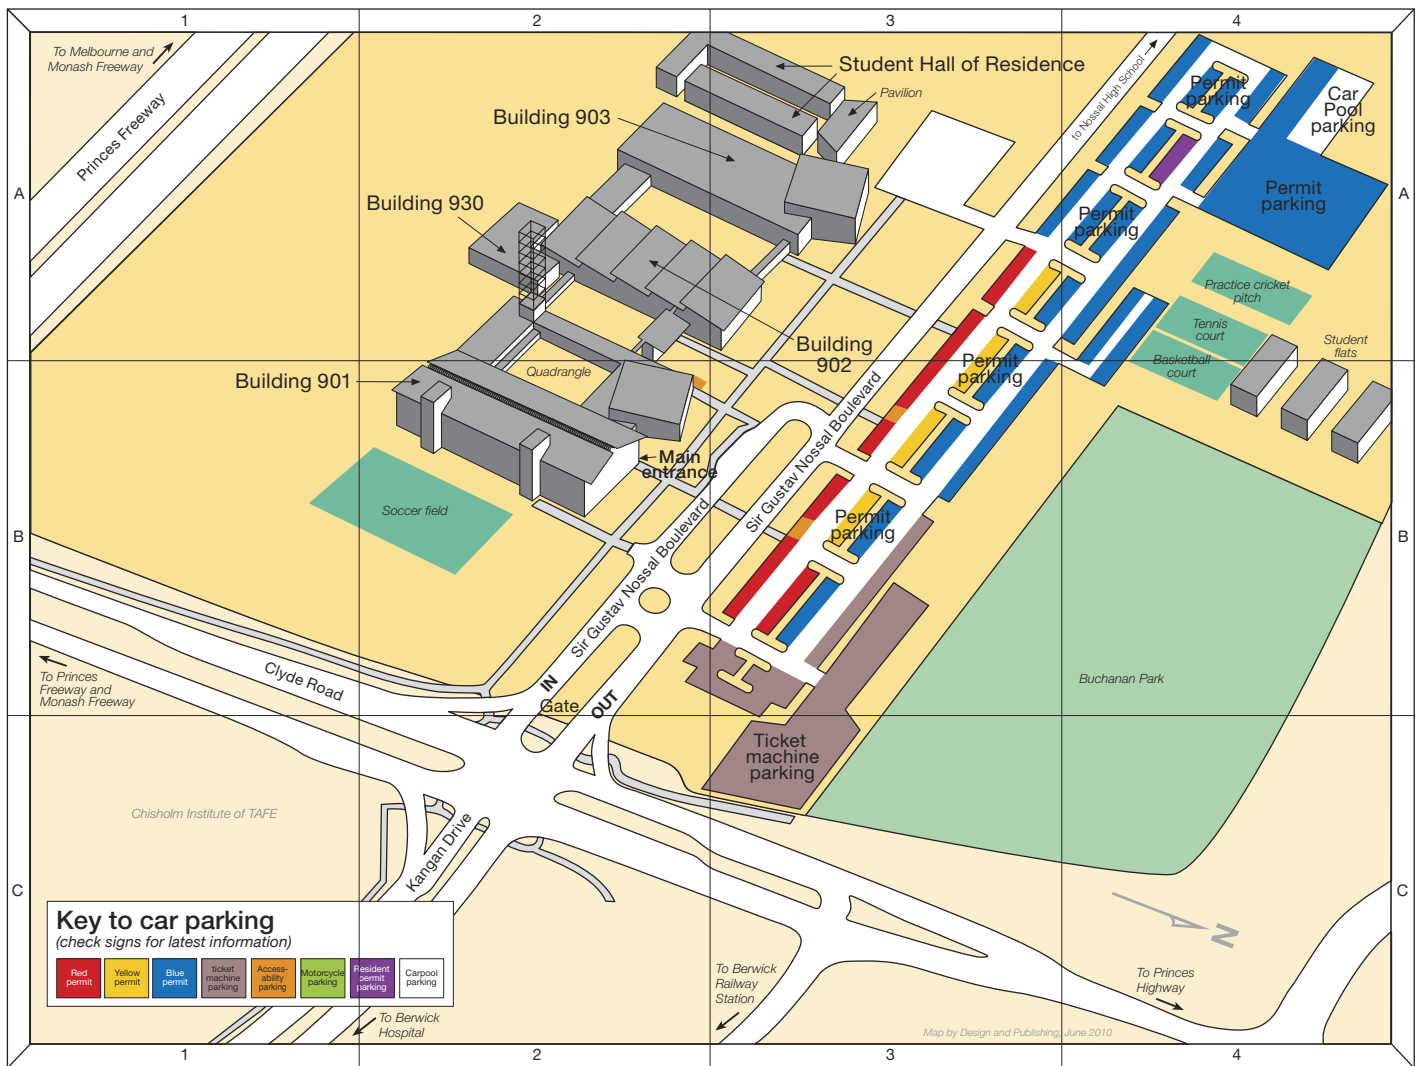 1
2
3
4
To Melbourne and
Monash Freeway
Princes Freeway
Student Hall of Residence
Pavilion
to Nossal High School
Permit
parking
Car
Pool
parking
Building 903
A
A
Building 930
Permit
parking
Permit
parking
Practice cricket
pitch
Tennis
court
Basketball
court
Student
flats
Building
902
Permit
parking
Building 901
Quadrangle
Main
entrance
Sir Gustav Nossal Boulevard
Soccer field
Permit
parking
B
B
Sir Gustav Nossal Boulevard
Clyde Road
To Princes
Freeway and
Monash Freeway
IN
Gate
OUT
Buchanan Park
Ticket
machine
parking
Chisholm Institute of TAFE
Kangan Drive
C
C
N
Key to car parking
(check signs for latest information)
Red
permit
Yellow
permit
Blue
permit
ticket
machine
parking
Access-
ability
parking
Motorcycle
parking
Resident
permit
parking
Carpool
parking
To Berwick
Hospital
To Berwick
Railway
Station
To Princes
Highway
Map by Design and Publishing, June 2010
1
2
3
4